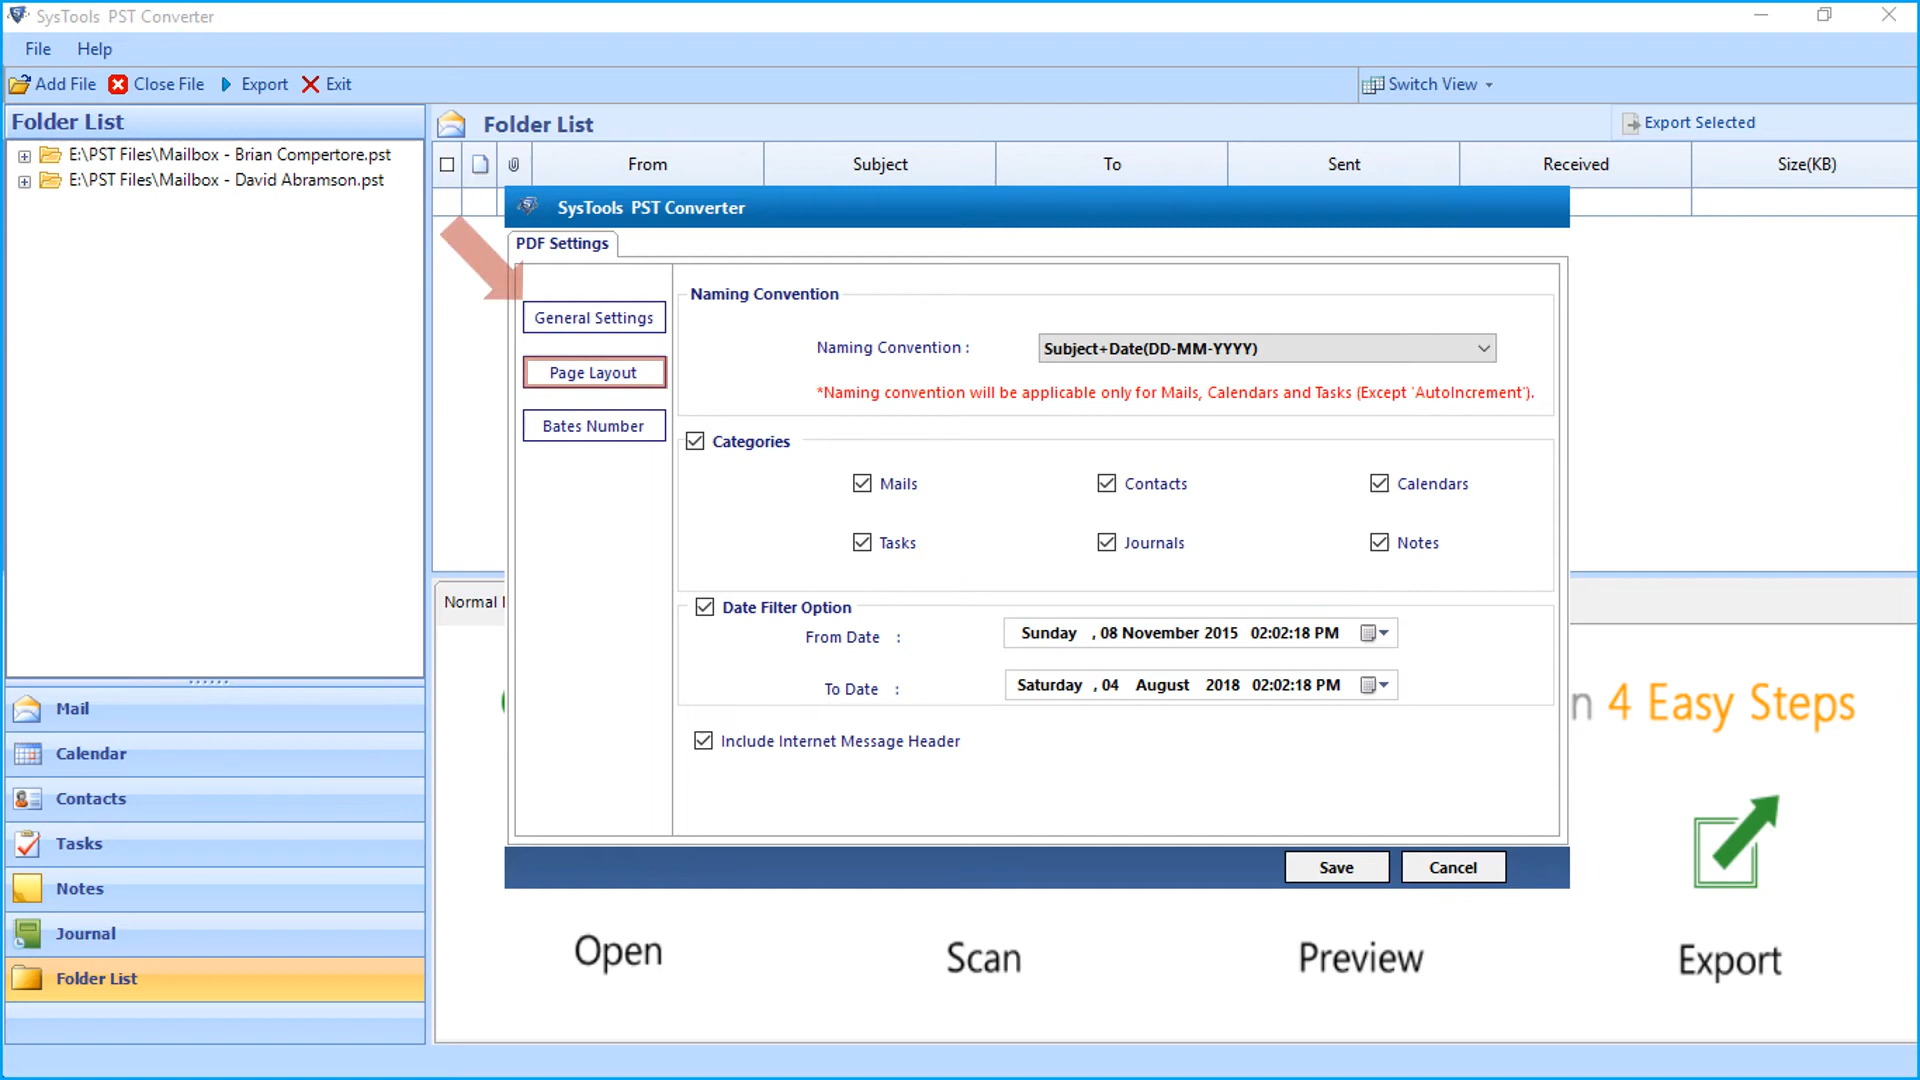 SysTools PST Converter
File Help
Add File Close File Export Exit Switch View
Folder List
E:\PST Files\Mailbox - Brian Compertore.pst
E:\PST Files\Mailbox - David Abramson.pst
Mail
Calendar
Contacts
Tasks
Notes
Journal
Folder List
Folder List Export Selected
From Subject To Sent Received Size(KB)
SysTools PST Converter
PDF Settings
General Settings
Page Layout
Bates Number
Naming Convention
Naming Convention : Subject+Date(DD-MM-YYYY)
*Naming convention will be applicable only for Mails, Calendars and Tasks (Except 'AutoIncrement').
Categories
Mails Contacts Calendars
Tasks Journals Notes
Date Filter Option
From Date : Sunday , 08 November 2015 02:02:18 PM
To Date : Saturday , 04 August 2018 02:02:18 PM
Include Internet Message Header
Save Cancel
Normal
n 4 Easy Steps
Open Scan Preview Export